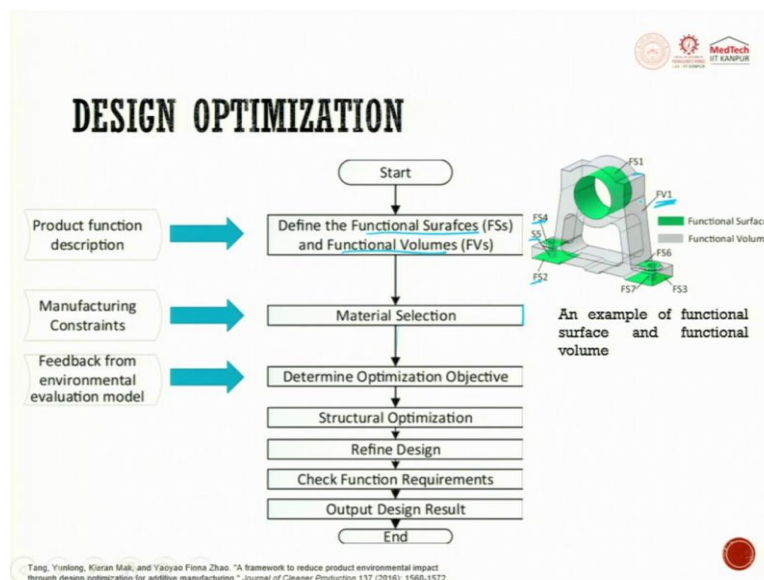 MedTech
IIT KANPUR
DESIGN OPTIMIZATION
Start
Product function
description
Define the Functional Surafces (FSs)
and Functional Volumes (FVs)
Manufacturing
Constraints
Material Selection
Feedback from
environmental
evaluation model
Determine Optimization Objective
Structural Optimization
Refine Design
Check Function Requirements
Output Design Result
End
FS1
FV1
FS4
S5
FS2
FS6
FS7
FS3
Functional Surface
Functional Volum
An example of functional
surface and functional
volume
Tang, Yunlong, Kieran Mak, and Yaoyao Fiona Zhao. "A framework to reduce product environmental impact
through design optimization for additive manufacturing." Journal of Cleaner Production 137 (2016): 1560-1572